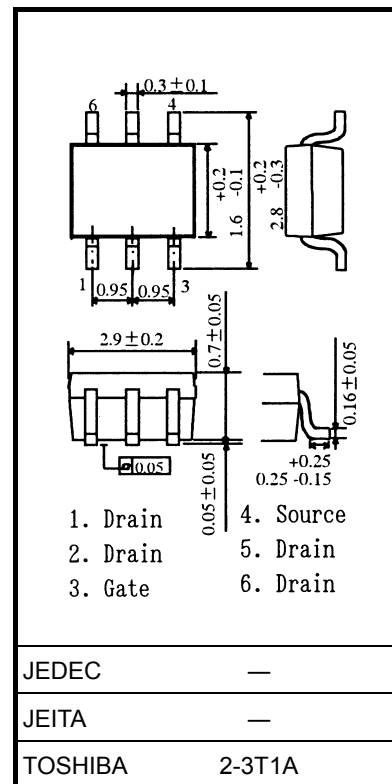 0.3±0.1
6 4
+0.2
1.6 -0.1
+0.2
2.8 -0.3
1 0.95 0.95 3
2.9±0.2
0.7±0.05
0.16±0.05
0.05
0.05±0.05
+0.25
0.25 -0.15
1. Drain
2. Drain
3. Gate
4. Source
5. Drain
6. Drain
JEDEC —
JEITA —
TOSHIBA 2-3T1A